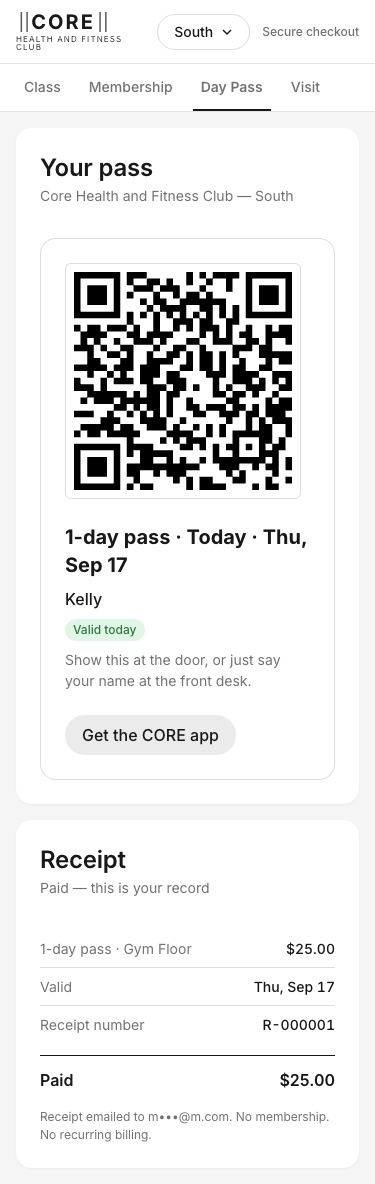 ||CORE||
HEALTH AND FITNESS
CLUB
South
Secure checkout
Class
Membership
Day Pass
Visit
Your pass
Core Health and Fitness Club — South
1-day pass · Today · Thu,
Sep 17
Kelly
Valid today
Show this at the door, or just say
your name at the front desk.
Get the CORE app
Receipt
Paid — this is your record
1-day pass · Gym Floor
$25.00
Valid
Thu, Sep 17
Receipt number
R-000001
Paid
$25.00
Receipt emailed to m•••@m.com. No membership.
No recurring billing.